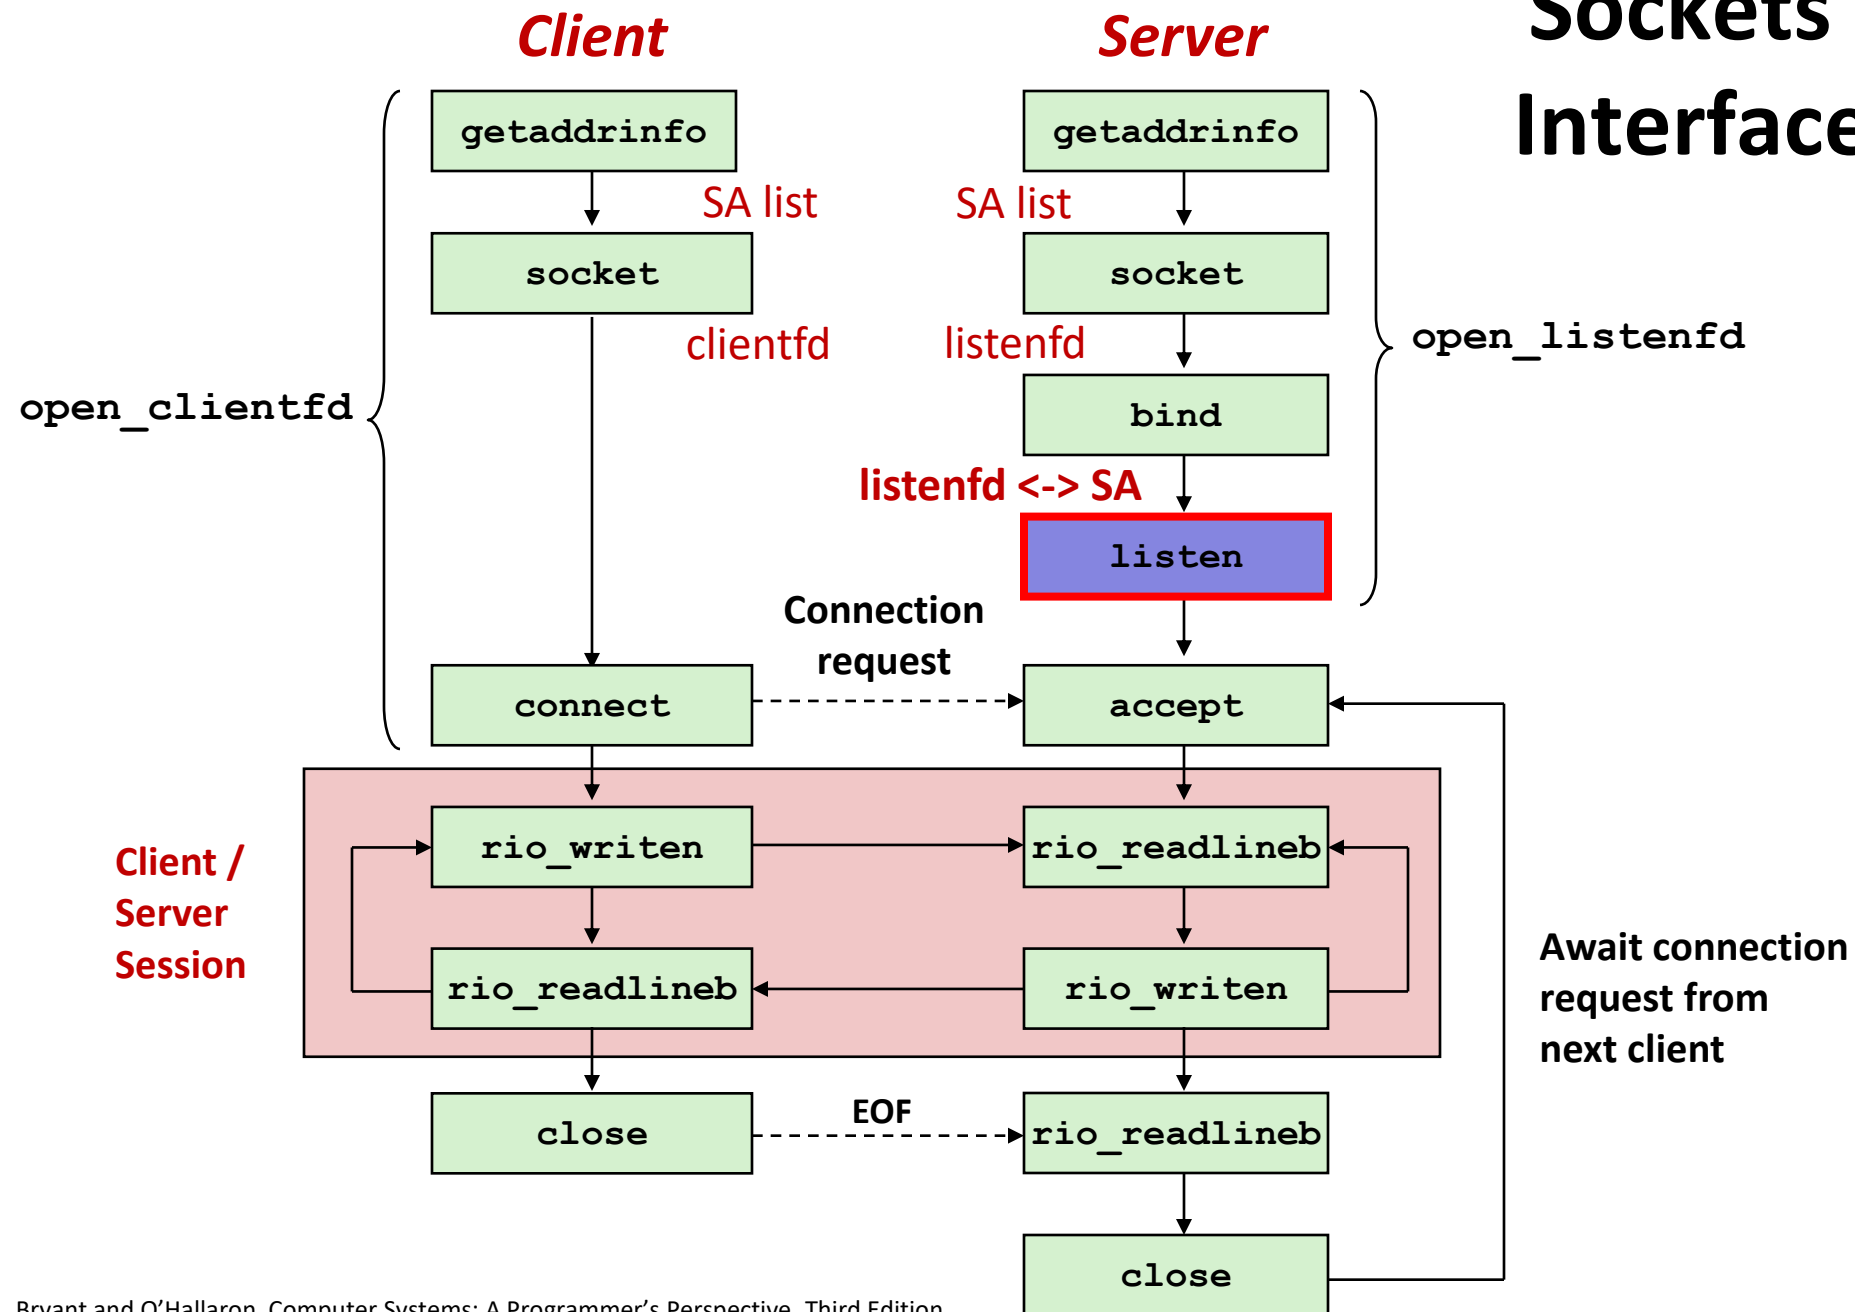 Client
Server
Sockets
Interface
getaddrinfo
getaddrinfo
SA list
SA list
socket
socket
clientfd
listenfd
open_listenfd
open_clientfd
bind
listenfd <-> SA
listen
Connection
request
connect
accept
Client /
Server
Session
rio_writen
rio_readlineb
rio_readlineb
rio_writen
Await connection
request from
next client
close
EOF
rio_readlineb
close
Bryant and O'Hallaron, Computer Systems: A Programmer's Perspective, Third Edition